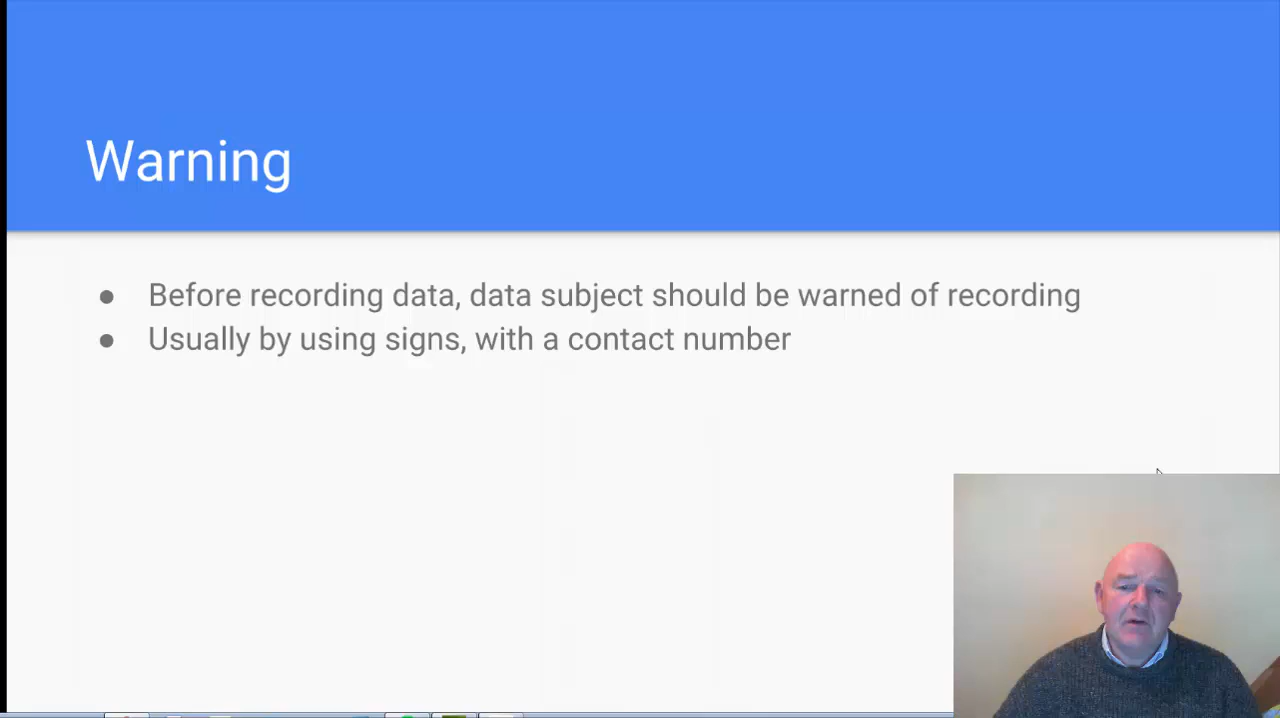 Warning
● Before recording data, data subject should be warned of recording
● Usually by using signs, with a contact number